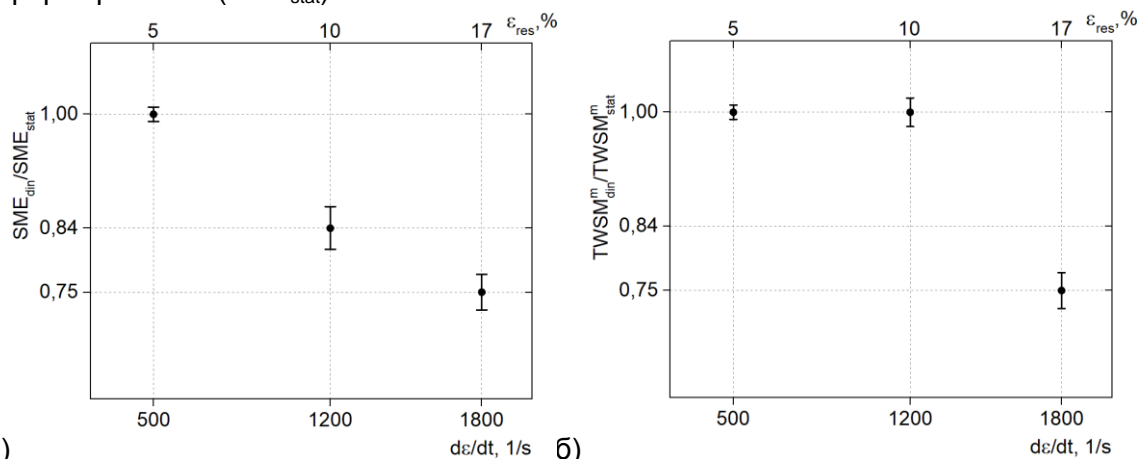 5 10 17 ε_res,%
1,00
0,84
0,75
SME_din/SME_stat
500 1200 1800
dε/dt, 1/s
)
5 10 17 ε_res,%
1,00
0,84
0,75
TWSM^m_din/TWSM^m_stat
500 1200 1800
dε/dt, 1/s
б)